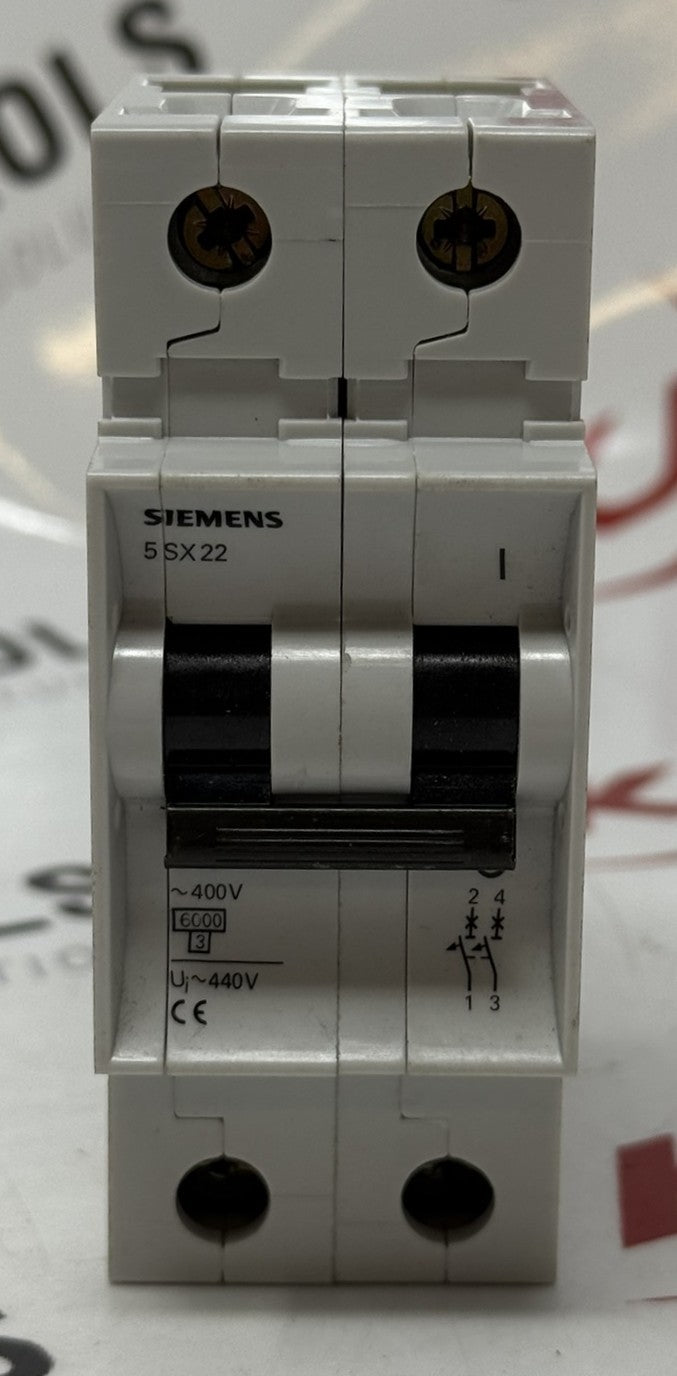 SIEMENS
5SX22
I
~400V
6000
3
Ui~440V
CE
2 4
1 3